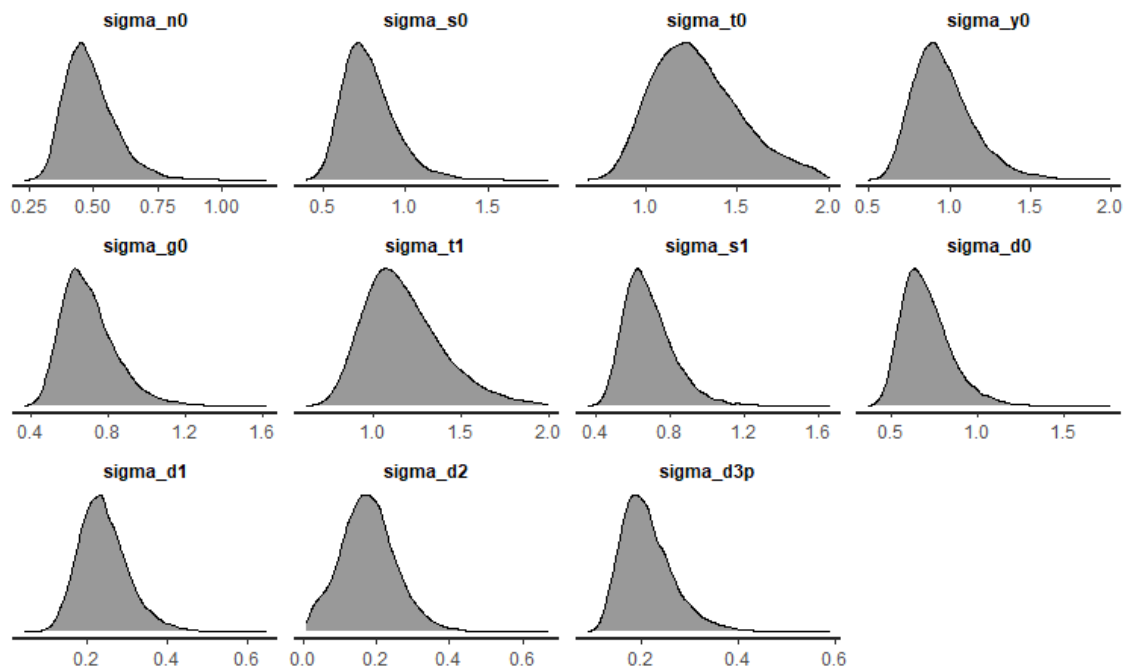 sigma_n0 sigma_s0 sigma_t0 sigma_y0
0.25 0.50 0.75 1.00 0.5 1.0 1.5 1.0 1.5 2.0 0.5 1.0 1.5 2.0
sigma_g0 sigma_t1 sigma_s1 sigma_d0
0.4 0.8 1.2 1.6 1.0 1.5 2.0 0.4 0.8 1.2 1.6 0.5 1.0 1.5
sigma_d1 sigma_d2 sigma_d3p
0.2 0.4 0.6 0.0 0.2 0.4 0.6 0.2 0.4 0.6